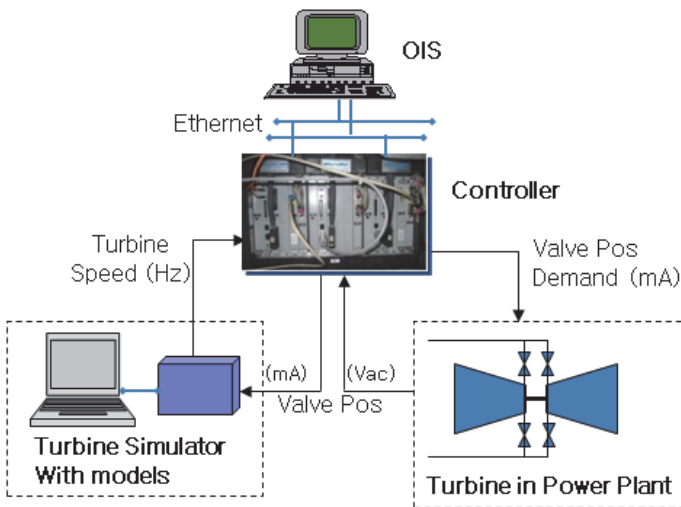 OIS
Ethernet
Controller
Turbine
Speed (Hz)
Valve Pos
Demand (mA)
(mA)
(Vac)
Valve Pos
Turbine Simulator
With models
Turbine in Power Plant